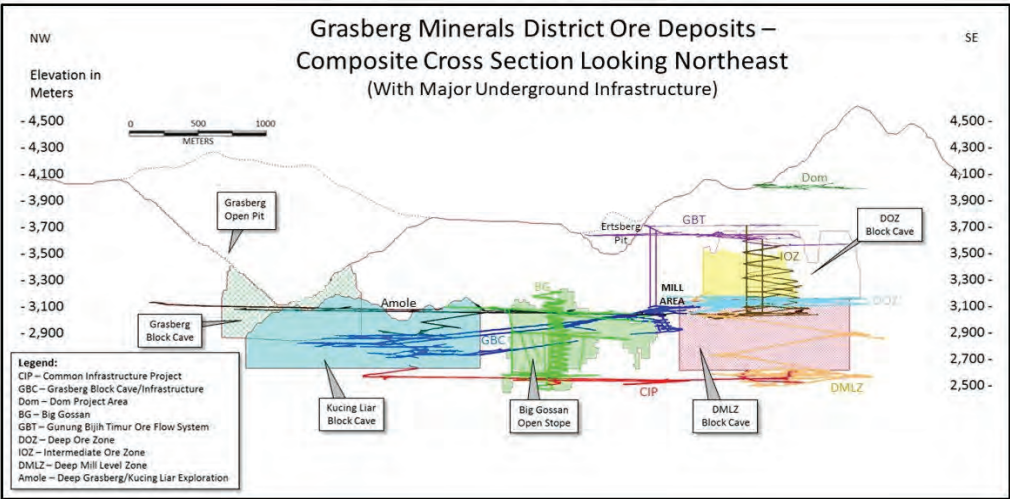 Grasberg Minerals District Ore Deposits –
Composite Cross Section Looking Northeast
(With Major Underground Infrastructure)
NW
SE
Elevation in
Meters
- 4,500
- 4,300
- 4,100
- 3,900
- 3,700
- 3,500
- 3,300
- 3,100
- 2,900
0 500 1000
METERS
4,500 -
4,300 -
4,100 -
3,900 -
3,700 -
3,500 -
3,300 -
3,100 -
2,900 -
2,700 -
2,500 -
Grasberg
Open Pit
Dom
Ertsberg
Pit
GBT
DOZ
Block Cave
IOZ
BG
MILL
AREA
Amole
DOZ
Grasberg
Block Cave
GBC
Kucing Liar
Block Cave
Big Gossan
Open Stope
CIP
DMLZ
Block Cave
DMLZ
Legend:
CIP – Common Infrastructure Project
GBC – Grasberg Block Cave/Infrastructure
Dom – Dom Project Area
BG – Big Gossan
GBT – Gunung Bijih Timur Ore Flow System
DOZ – Deep Ore Zone
IOZ – Intermediate Ore Zone
DMLZ – Deep Mill Level Zone
Amole – Deep Grasberg/Kucing Liar Exploration